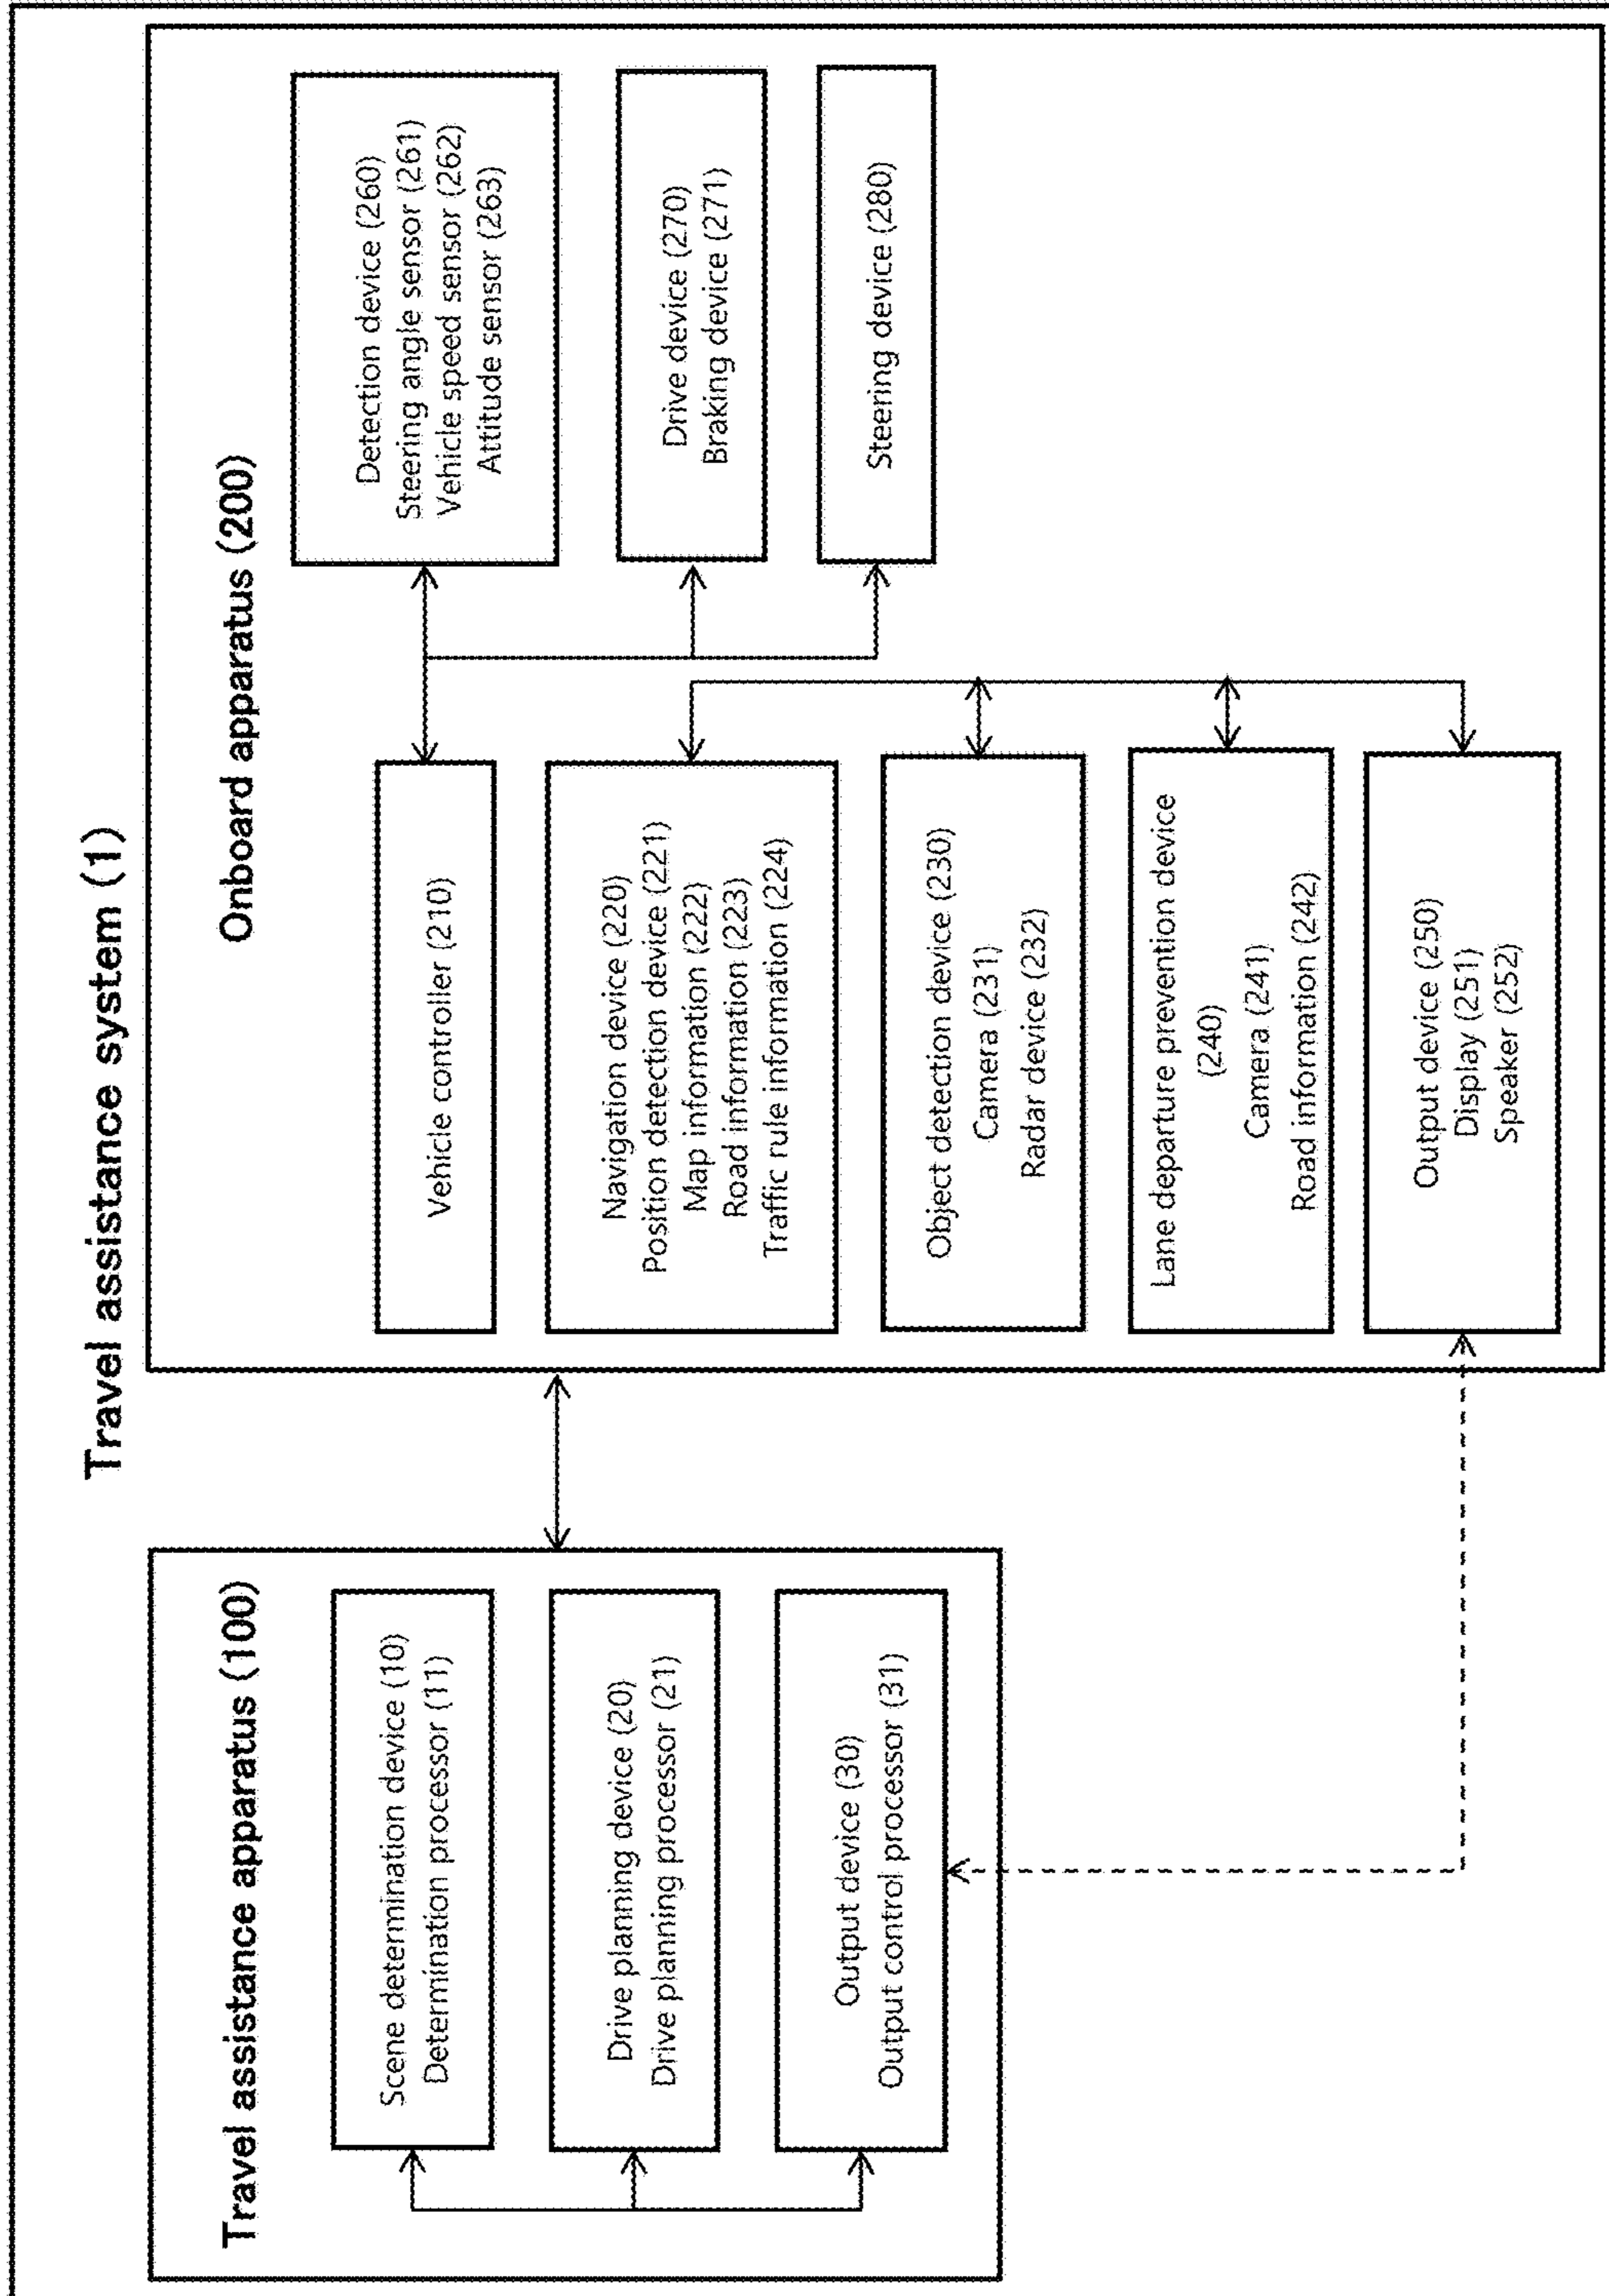 Travel assistance system (1)
Travel assistance apparatus (100)
Scene determination device (10)
Determination processor (11)
Drive planning device (20)
Drive planning processor (21)
Output device (30)
Output control processor (31)
Onboard apparatus (200)
Vehicle controller (210)
Navigation device (220)
Position detection device (221)
Map information (222)
Road information (223)
Traffic rule information (224)
Object detection device (230)
Camera (231)
Radar device (232)
Lane departure prevention device
(240)
Camera (241)
Road information (242)
Output device (250)
Display (251)
Speaker (252)
Detection device (260)
Steering angle sensor (261)
Vehicle speed sensor (262)
Attitude sensor (263)
Drive device (270)
Braking device (271)
Steering device (280)